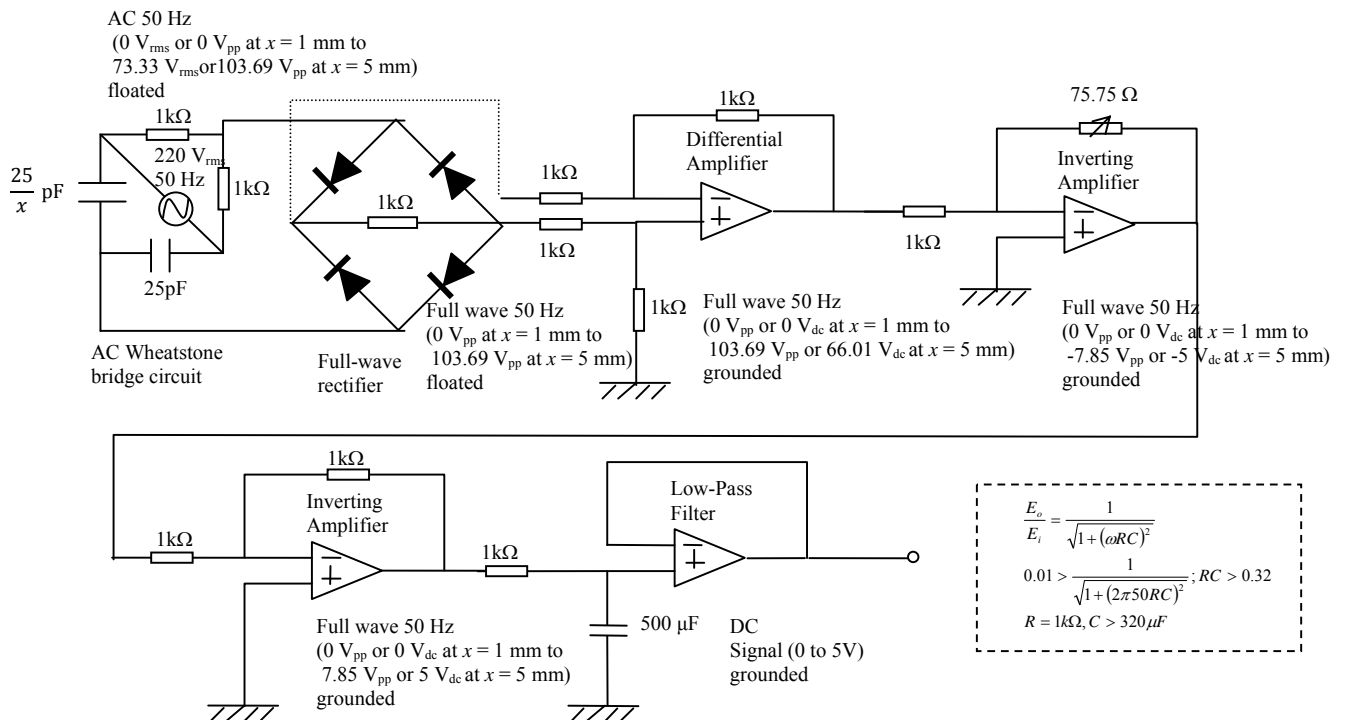 AC 50 Hz
(0 Vrms or 0 Vpp at x = 1 mm to
73.33 Vrmsor103.69 Vpp at x = 5 mm)
floated
1kΩ
220 Vrms
50 Hz
1kΩ
25/x pF
25pF
AC Wheatstone
bridge circuit
1kΩ
Full-wave
rectifier
Full wave 50 Hz
(0 Vpp at x = 1 mm to
103.69 Vpp at x = 5 mm)
floated
1kΩ
1kΩ
1kΩ
1kΩ
Differential
Amplifier
Full wave 50 Hz
(0 Vpp or 0 Vdc at x = 1 mm to
103.69 Vpp or 66.01 Vdc at x = 5 mm)
grounded
1kΩ
75.75 Ω
Inverting
Amplifier
Full wave 50 Hz
(0 Vpp or 0 Vdc at x = 1 mm to
-7.85 Vpp or -5 Vdc at x = 5 mm)
grounded
1kΩ
1kΩ
Inverting
Amplifier
Full wave 50 Hz
(0 Vpp or 0 Vdc at x = 1 mm to
7.85 Vpp or 5 Vdc at x = 5 mm)
grounded
1kΩ
500 μF
Low-Pass
Filter
DC
Signal (0 to 5V)
grounded
E_o/E_i = 1/√(1+(ωRC)²)
0.01 > 1/√(1+(2π50RC)²) ; RC > 0.32
R = 1kΩ, C > 320μF